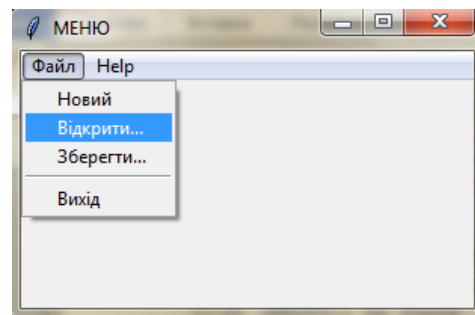 МЕНЮ
Файл Help
Новий
Відкрити...
Зберегти...
Вихід